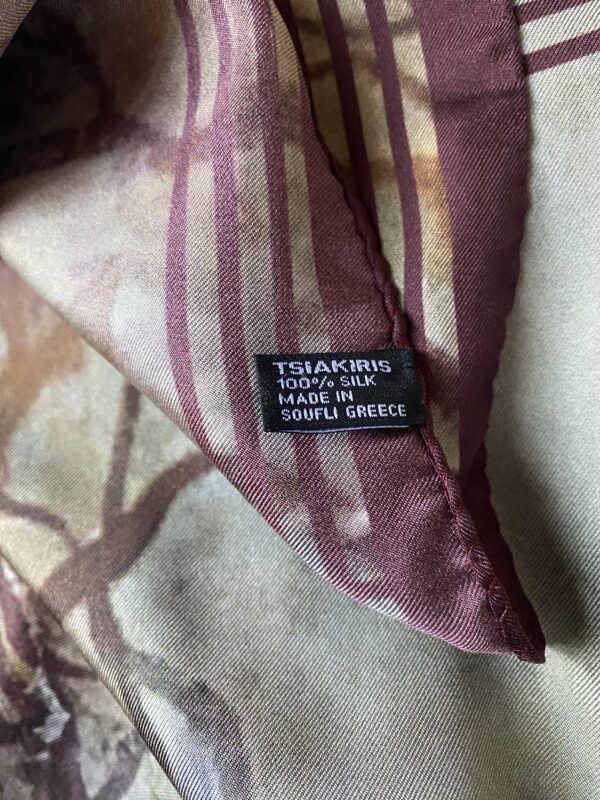 TSIAKIRIS
100% SILK
MADE IN
SOUFLI GREECE